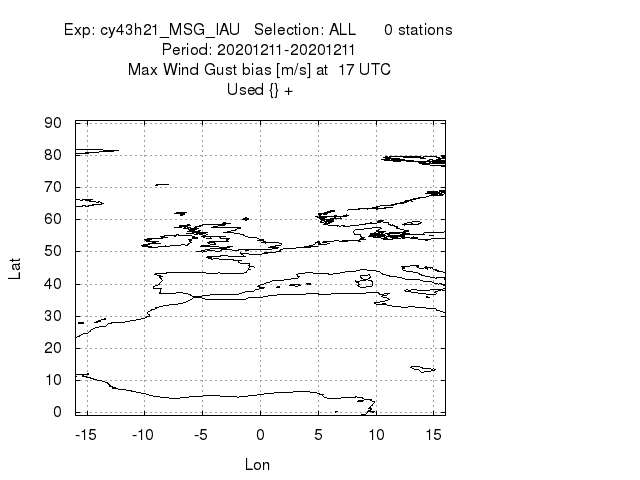 Exp: cy43h21_MSG_IAU   Selection: ALL      0 stations
Period: 20201211-20201211
Max Wind Gust bias [m/s] at  17 UTC
Used {} +
90
80
70
60
50
40
30
20
10
0
Lat
-15 -10 -5 0 5 10 15
Lon